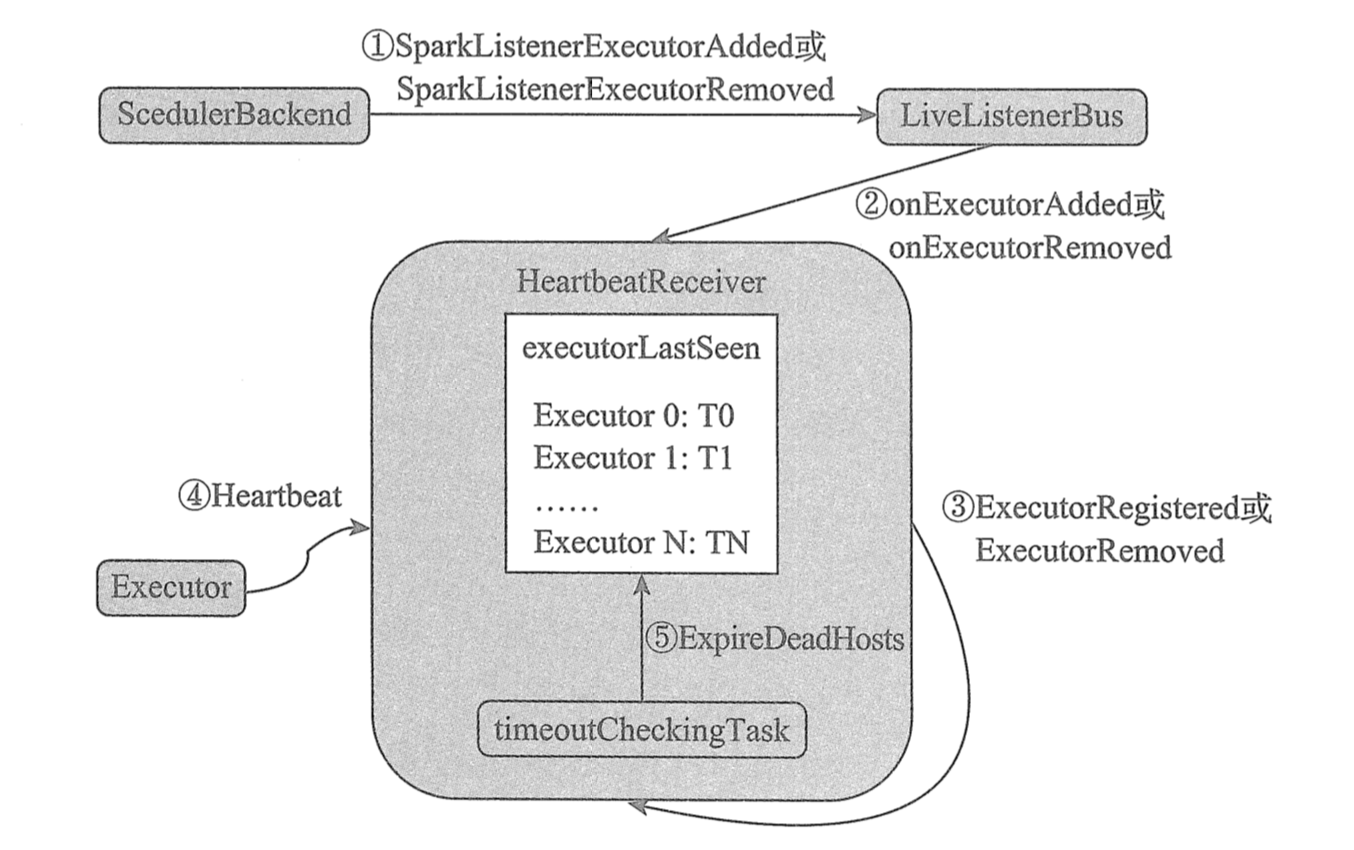 ①SparkListenerExecutorAdded或
SparkListenerExecutorRemoved
ScedulerBackend
LiveListenerBus
②onExecutorAdded或
onExecutorRemoved
HeartbeatReceiver
executorLastSeen
Executor 0: T0
Executor 1: T1
……
Executor N: TN
④Heartbeat
③ExecutorRegistered或
ExecutorRemoved
Executor
⑤ExpireDeadHosts
timeoutCheckingTask